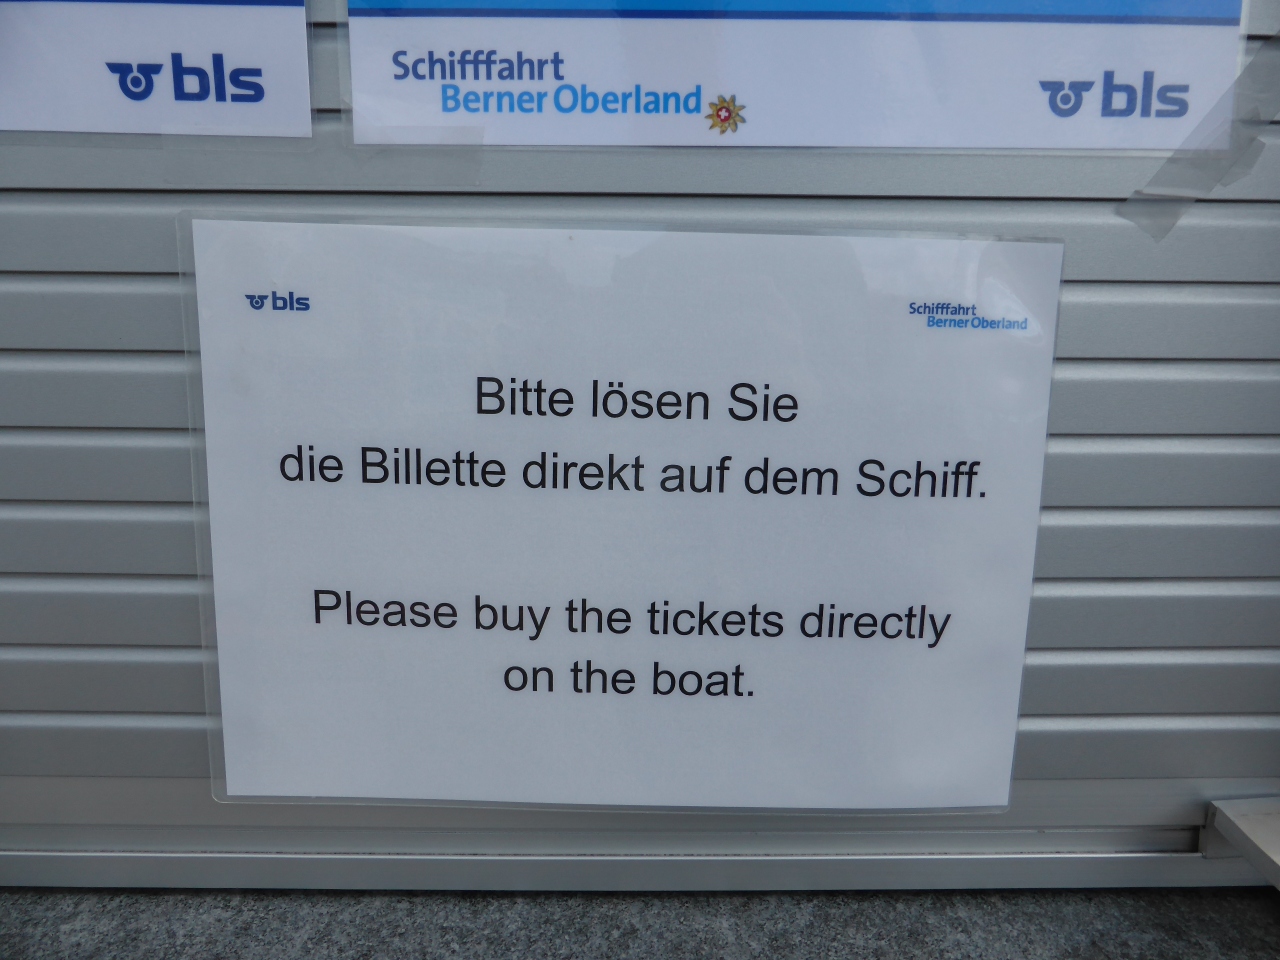 bls
Schifffahrt
Berner Oberland
bls
bls
Schifffahrt
Berner Oberland
Bitte lösen Sie
die Billette direkt auf dem Schiff.
Please buy the tickets directly
on the boat.